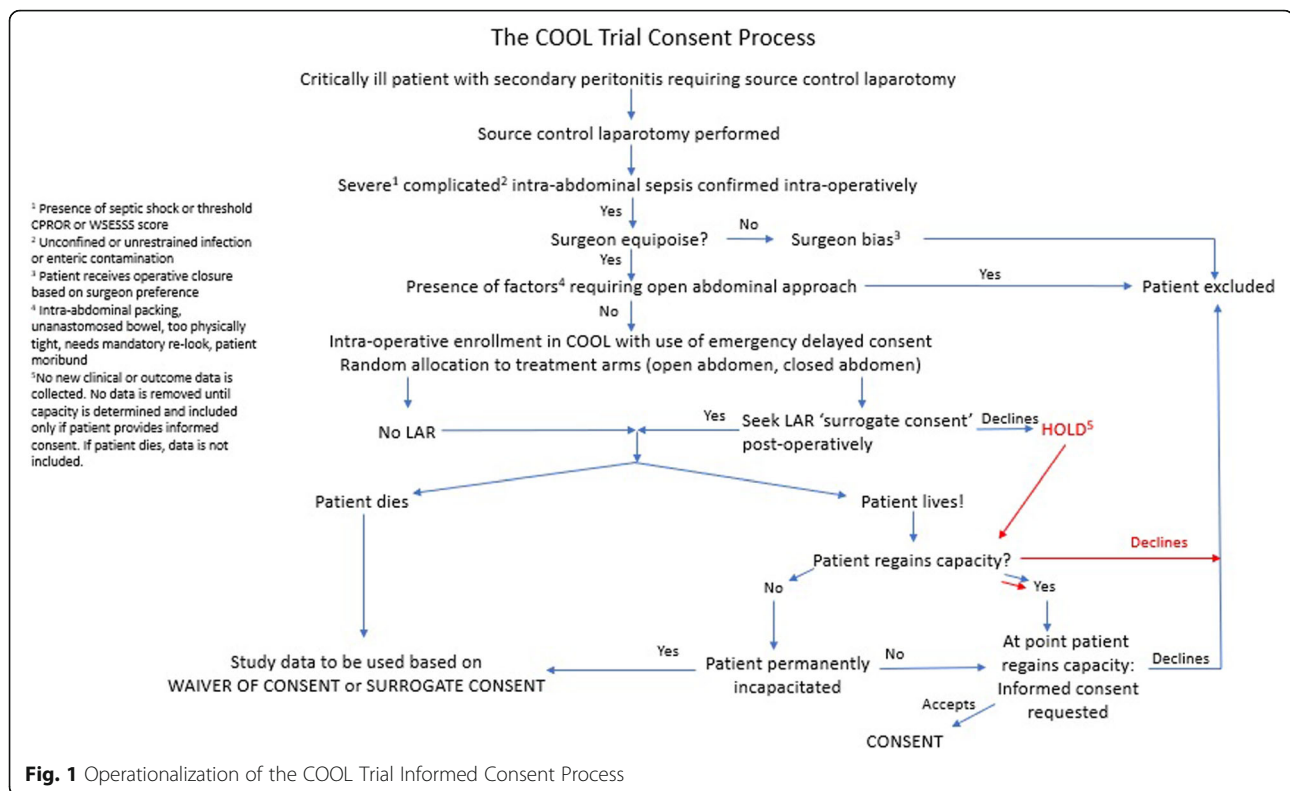 The COOL Trial Consent Process
Critically ill patient with secondary peritonitis requiring source control laparotomy
Source control laparotomy performed
Severe¹ complicated² intra-abdominal sepsis confirmed intra-operatively
Yes
Surgeon equipoise?
No
Surgeon bias³
Yes
Presence of factors⁴ requiring open abdominal approach
Yes
Patient excluded
No
Intra-operative enrollment in COOL with use of emergency delayed consent
Random allocation to treatment arms (open abdomen, closed abdomen)
No LAR
Yes
Seek LAR ‘surrogate consent’
post-operatively
Declines
HOLD⁵
Patient dies
Patient lives!
Patient regains capacity?
Declines
No
Yes
Study data to be used based on
WAIVER OF CONSENT or SURROGATE CONSENT
Yes
Patient permanently
incapacitated
No
At point patient
regains capacity:
Informed consent
requested
Declines
Accepts
CONSENT
¹ Presence of septic shock or threshold
CPROR or WSESSS score
² Unconfined or unrestrained infection
or enteric contamination
³ Patient receives operative closure
based on surgeon preference
⁴ Intra-abdominal packing,
unanastomosed bowel, too physically
tight, needs mandatory re-look, patient
moribund
⁵No new clinical or outcome data is
collected. No data is removed until
capacity is determined and included
only if patient provides informed
consent. If patient dies, data is not
included.
Fig. 1 Operationalization of the COOL Trial Informed Consent Process